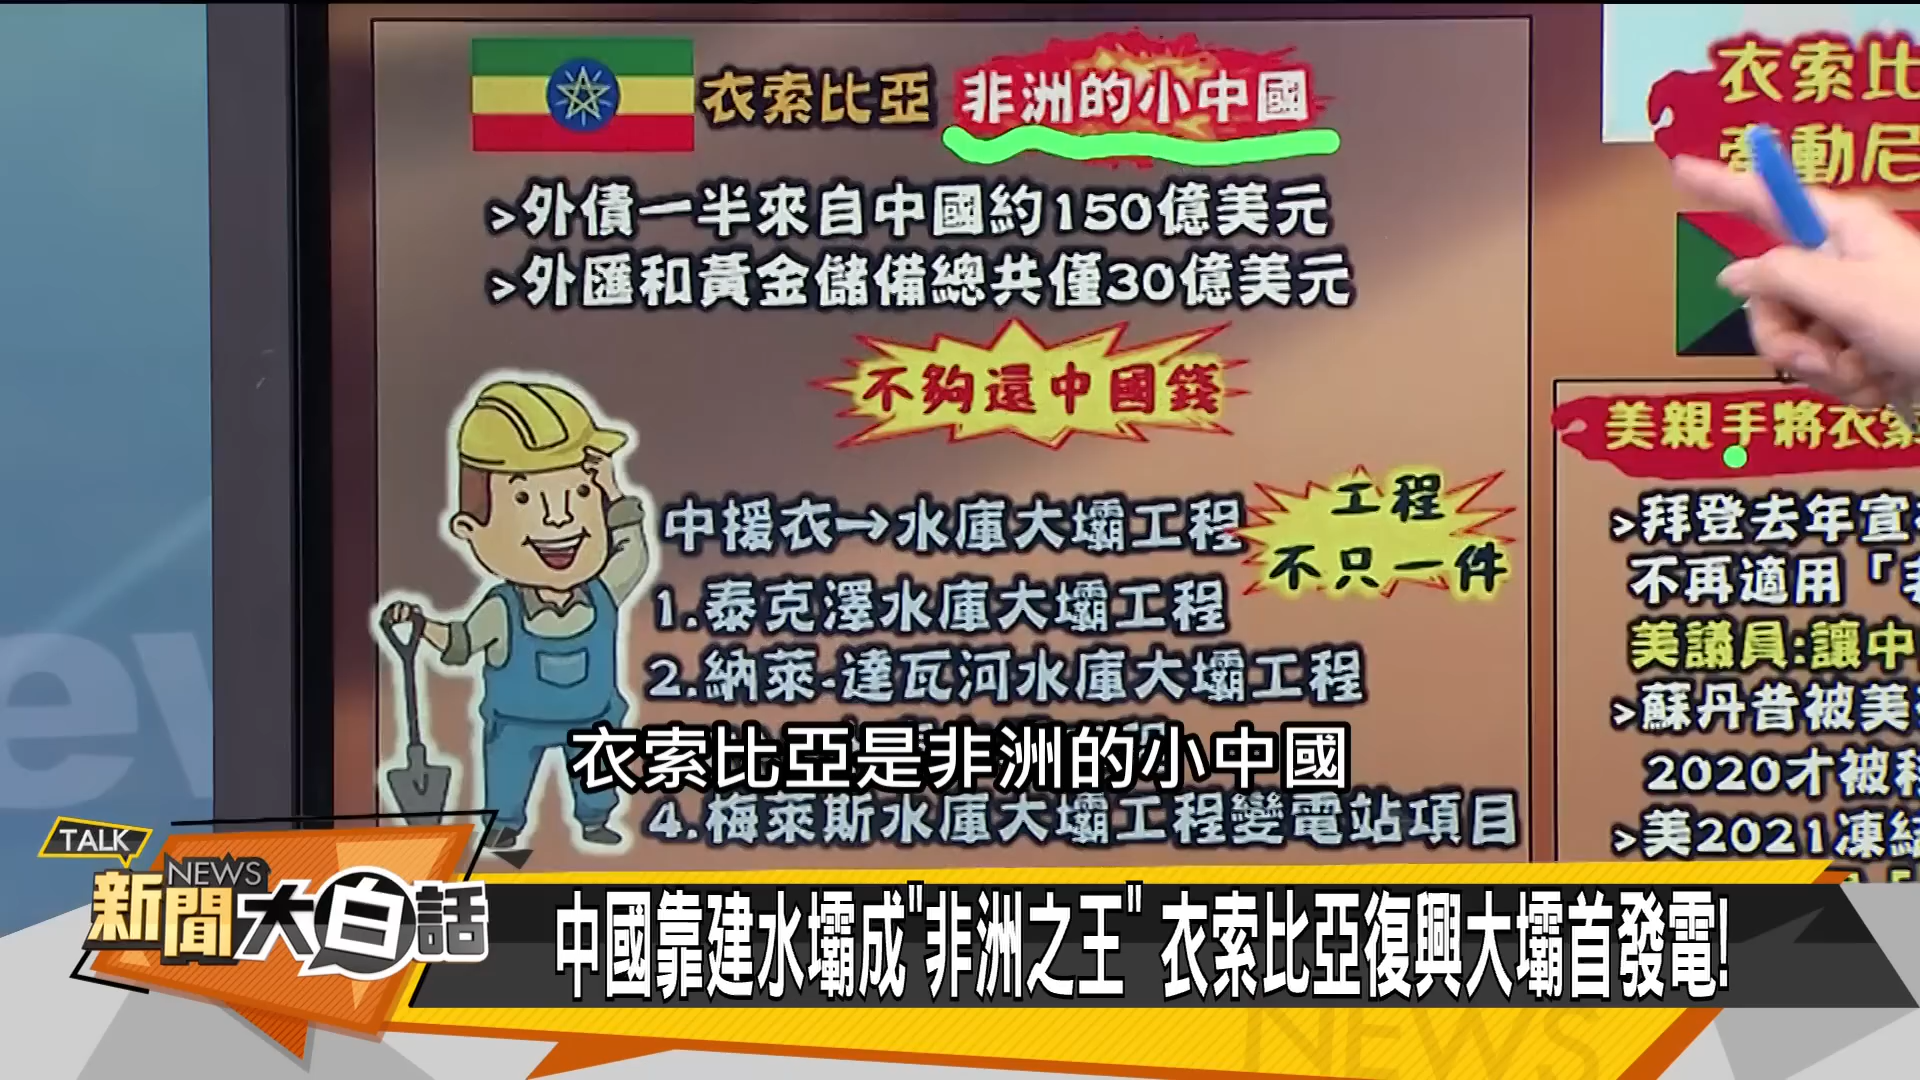 衣索比亞 非洲的小中國
>外債一半來自中國約150億美元
>外匯和黃金儲備總共僅30億美元
不夠還中國錢
中援衣→水庫大壩工程
工程
不只一件
1.泰克澤水庫大壩工程
2.納萊-達瓦河水庫大壩工程
4.梅萊斯水庫大壩工程變電站項目
衣索比
牽動尼
美親手將衣索
>拜登去年宣
不再適用「非
美議員:讓中
>蘇丹昔被美
2020才被移
>美2021凍結
衣索比亞是非洲的小中國
TALK
NEWS
新聞大白話
中國靠建水壩成"非洲之王" 衣索比亞復興大壩首發電!
NEWS